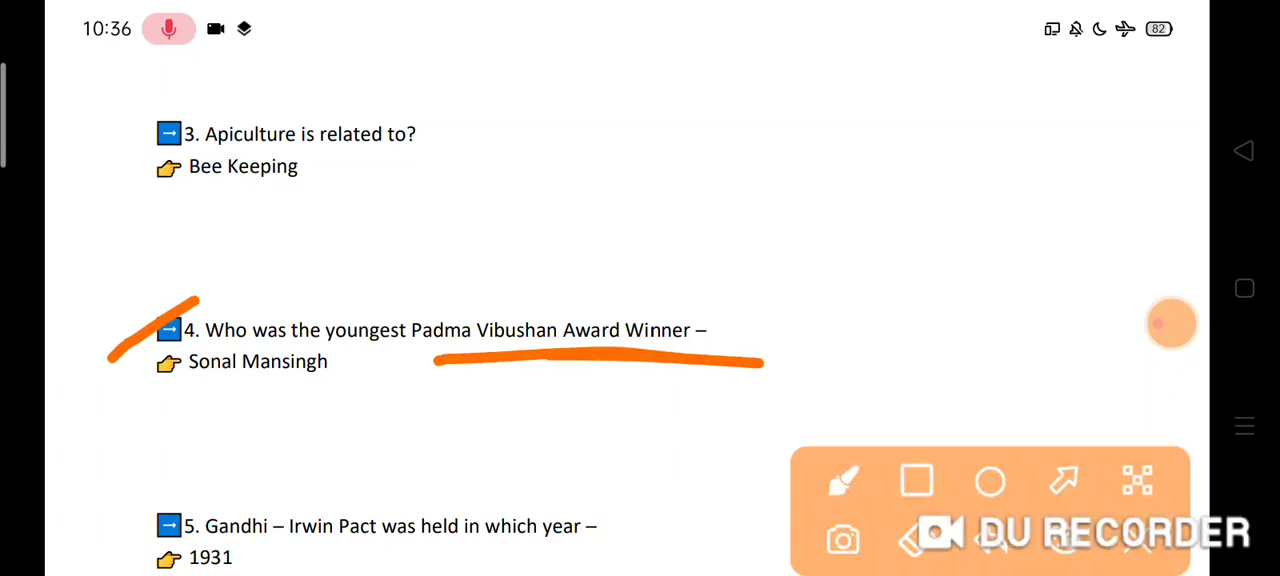 10:36
82
3. Apiculture is related to?
Bee Keeping
4. Who was the youngest Padma Vibushan Award Winner –
Sonal Mansingh
5. Gandhi – Irwin Pact was held in which year –
1931
DU RECORDER